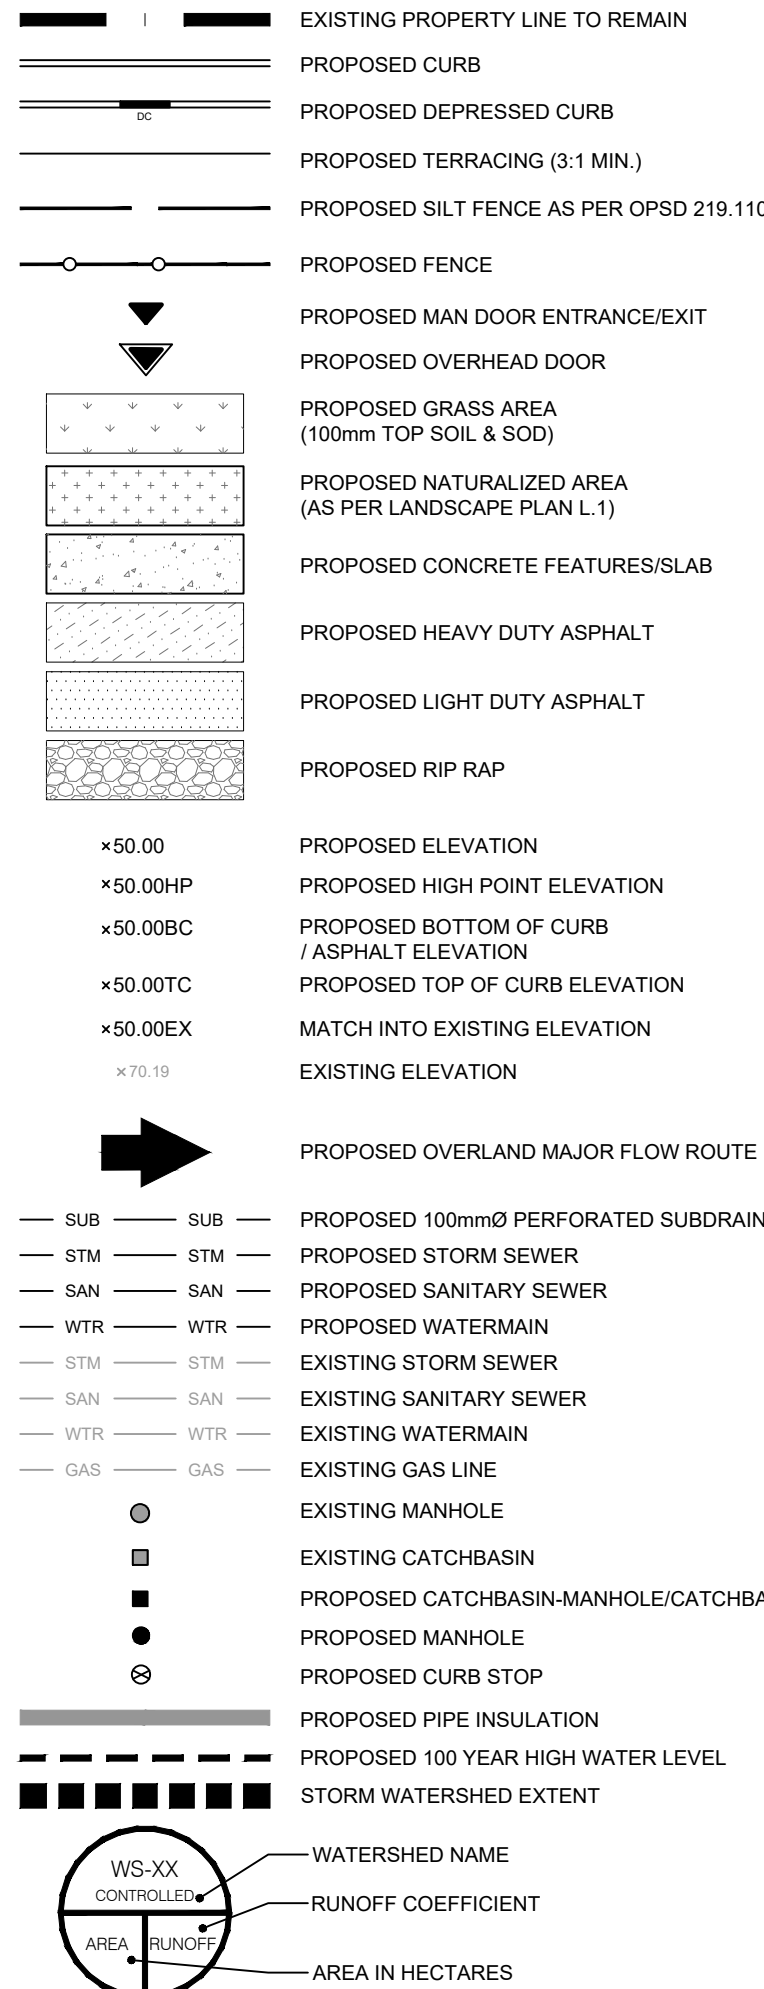 EXISTING PROPERTY LINE TO REMAIN
PROPOSED CURB
DC
PROPOSED DEPRESSED CURB
PROPOSED TERRACING (3:1 MIN.)
PROPOSED SILT FENCE AS PER OPSD 219.110
PROPOSED FENCE
PROPOSED MAN DOOR ENTRANCE/EXIT
PROPOSED OVERHEAD DOOR
PROPOSED GRASS AREA
(100mm TOP SOIL & SOD)
PROPOSED NATURALIZED AREA
(AS PER LANDSCAPE PLAN L.1)
PROPOSED CONCRETE FEATURES/SLAB
PROPOSED HEAVY DUTY ASPHALT
PROPOSED LIGHT DUTY ASPHALT
PROPOSED RIP RAP
×50.00 PROPOSED ELEVATION
×50.00HP PROPOSED HIGH POINT ELEVATION
×50.00BC PROPOSED BOTTOM OF CURB
/ ASPHALT ELEVATION
×50.00TC PROPOSED TOP OF CURB ELEVATION
×50.00EX MATCH INTO EXISTING ELEVATION
×70.19 EXISTING ELEVATION
PROPOSED OVERLAND MAJOR FLOW ROUTE
SUB SUB PROPOSED 100mmØ PERFORATED SUBDRAIN
STM STM PROPOSED STORM SEWER
SAN SAN PROPOSED SANITARY SEWER
WTR WTR PROPOSED WATERMAIN
STM STM EXISTING STORM SEWER
SAN SAN EXISTING SANITARY SEWER
WTR WTR EXISTING WATERMAIN
GAS GAS EXISTING GAS LINE
EXISTING MANHOLE
EXISTING CATCHBASIN
PROPOSED CATCHBASIN-MANHOLE/CATCHBA
PROPOSED MANHOLE
PROPOSED CURB STOP
PROPOSED PIPE INSULATION
PROPOSED 100 YEAR HIGH WATER LEVEL
STORM WATERSHED EXTENT
WS-XX
CONTROLLED
AREA RUNOFF
WATERSHED NAME
RUNOFF COEFFICIENT
AREA IN HECTARES